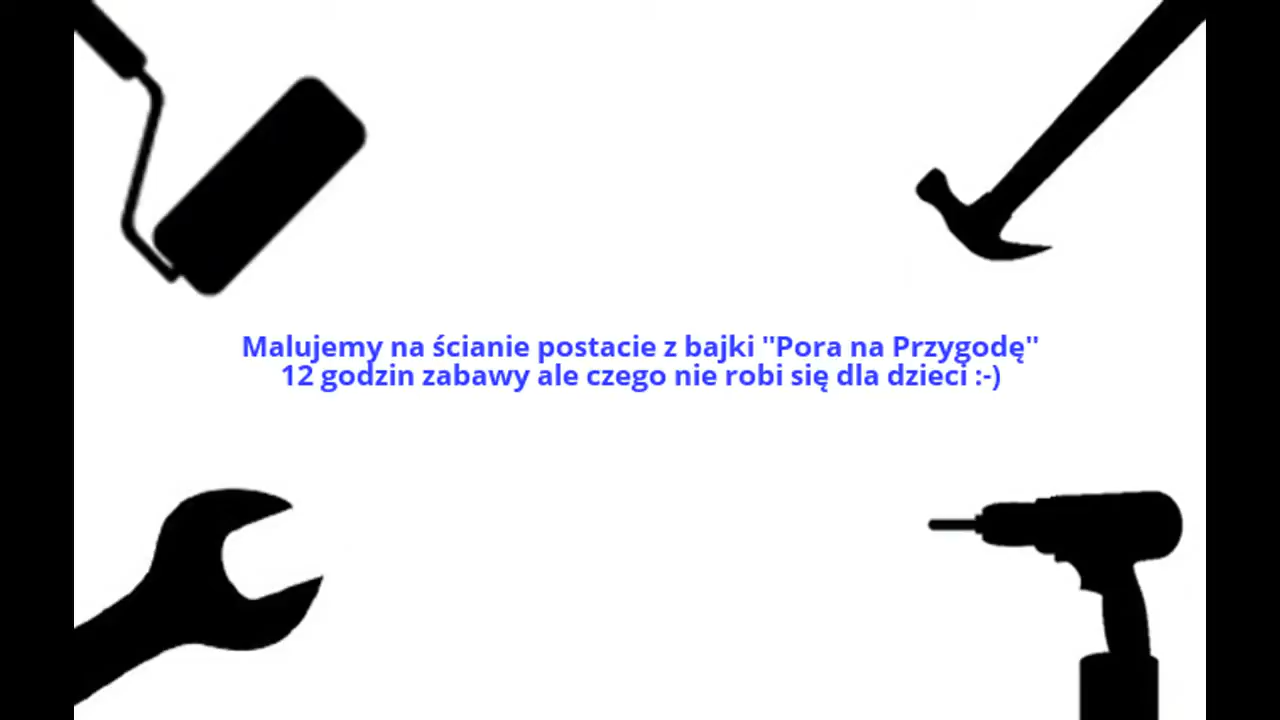 Malujemy na ścianie postacie z bajki ''Pora na Przygodę''
12 godzin zabawy ale czego nie robi się dla dzieci :-)